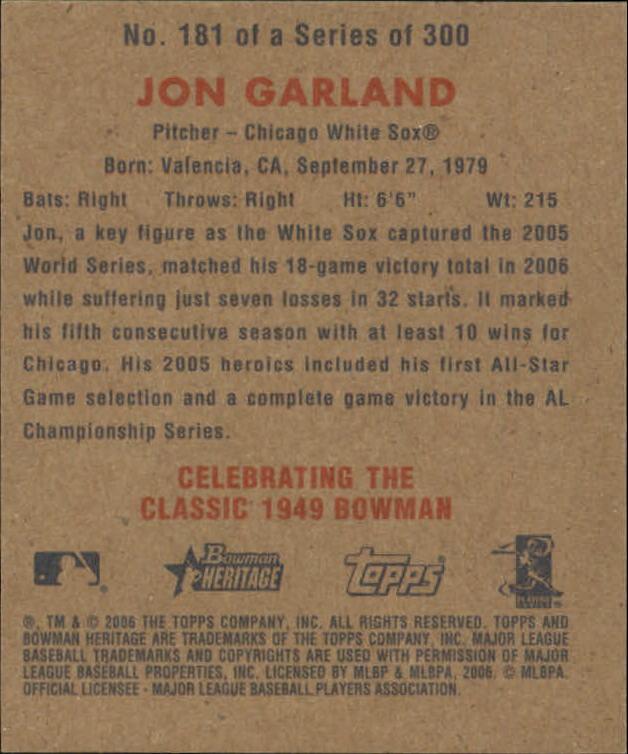 No. 181 of a Series of 300
JON GARLAND
Pitcher – Chicago White Sox®
Born: Valencia, CA, September 27, 1979
Bats: Right Throws: Right Ht: 6'6" Wt: 215
Jon, a key figure as the White Sox captured the 2005
World Series, matched his 18-game victory total in 2006
while suffering just seven losses in 32 starts. It marked
his fifth consecutive season with at least 10 wins for
Chicago. His 2005 heroics included his first All-Star
Game selection and a complete game victory in the AL
Championship Series.
CELEBRATING THE
CLASSIC 1949 BOWMAN
Bowman HERITAGE Topps
®, TM & © 2006 THE TOPPS COMPANY, INC. ALL RIGHTS RESERVED. TOPPS AND
BOWMAN HERITAGE ARE TRADEMARKS OF THE TOPPS COMPANY, INC. MAJOR LEAGUE
BASEBALL TRADEMARKS AND COPYRIGHTS ARE USED WITH PERMISSION OF MAJOR
LEAGUE BASEBALL PROPERTIES, INC. LICENSED BY MLBP & MLBPA, 2006. © MLBPA.
OFFICIAL LICENSEE - MAJOR LEAGUE BASEBALL PLAYERS ASSOCIATION.